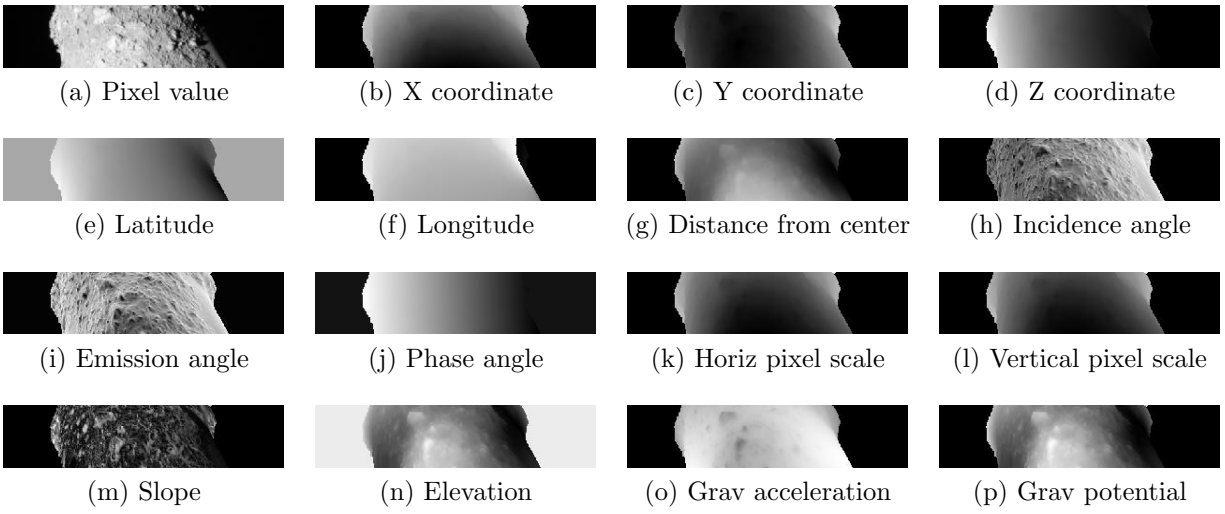 (a) Pixel value
(b) X coordinate
(c) Y coordinate
(d) Z coordinate
(e) Latitude
(f) Longitude
(g) Distance from center
(h) Incidence angle
(i) Emission angle
(j) Phase angle
(k) Horiz pixel scale
(l) Vertical pixel scale
(m) Slope
(n) Elevation
(o) Grav acceleration
(p) Grav potential